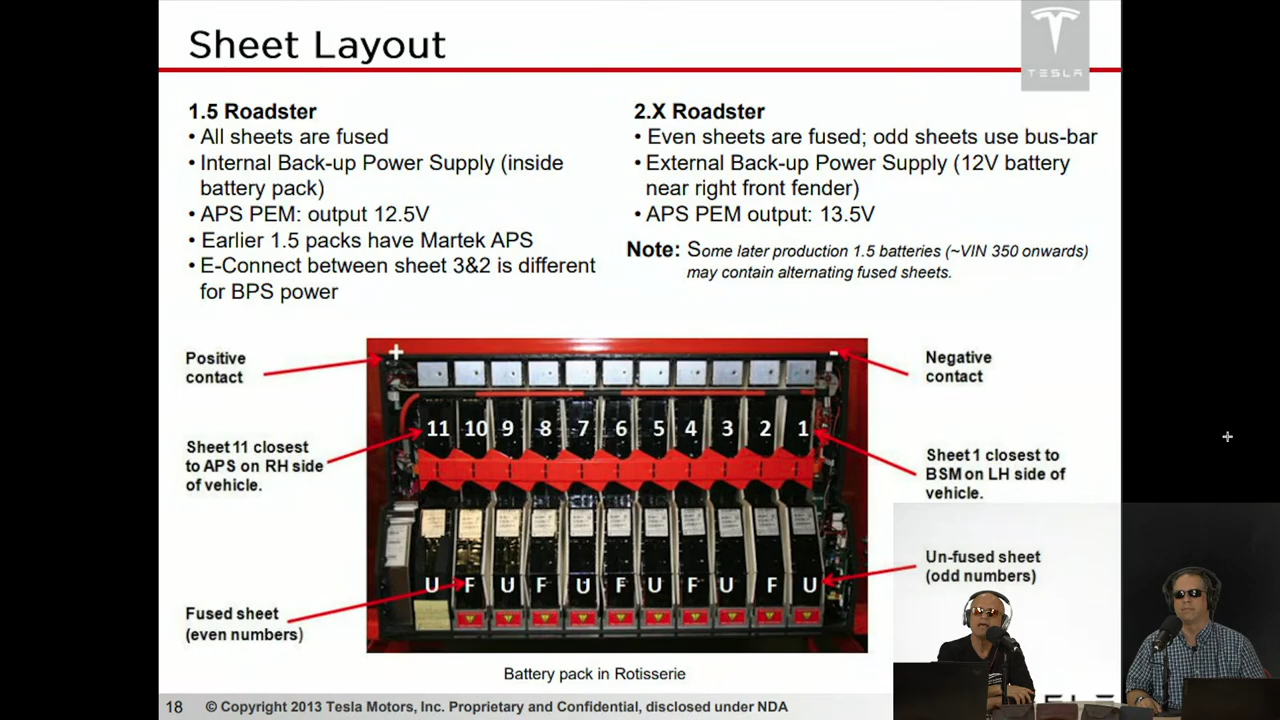 Sheet Layout
TESLA
1.5 Roadster
• All sheets are fused
• Internal Back-up Power Supply (inside
battery pack)
• APS PEM: output 12.5V
• Earlier 1.5 packs have Martek APS
• E-Connect between sheet 3&2 is different
for BPS power
2.X Roadster
• Even sheets are fused; odd sheets use bus-bar
• External Back-up Power Supply (12V battery
near right front fender)
• APS PEM output: 13.5V
Note: Some later production 1.5 batteries (~VIN 350 onwards)
may contain alternating fused sheets.
Positive
contact
+
-
Negative
contact
Sheet 11 closest
to APS on RH side
of vehicle.
11 10 9 8 7 6 5 4 3 2 1
Sheet 1 closest to
BSM on LH side of
vehicle.
Fused sheet
(even numbers)
U F U F U F U F U F U
Un-fused sheet
(odd numbers)
Battery pack in Rotisserie
18 © Copyright 2013 Tesla Motors, Inc. Proprietary and Confidential, disclosed under NDA